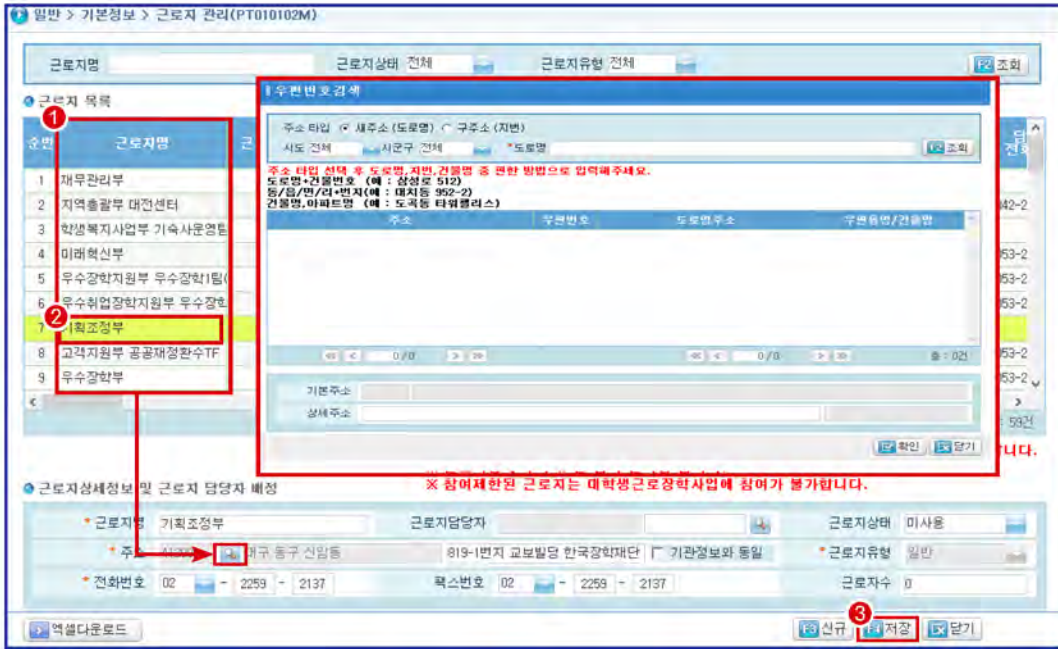 일반 > 기본정보 > 근로지 관리(PT010102M)
근로지명 근로지상태 전체 근로지유형 전체 F2 조회
근로지 목록
1
순번 근로지명
1 재무관리부
2 지역총괄부 대전센터 042-2
3 학생복지사업부 기숙사운영팀
4 미래혁신부 053-2
5 우수장학지원부 우수장학1팀( 053-2
6 우수취업장학지원부 우수장학 053-2
2
7 기획조정부
8 고객지원부 공공재정환수TF 053-2
9 우수장학부 053-2
: 59건
우편번호검색
주소 타입 새주소(도로명) 구주소(지번)
시도 전체 시군구 전체 *도로명 F2 조회
주소 타입 선택 후 도로명,지번,건물명 중 편한 방법으로 입력해주세요.
도로명+건물번호 (예 : 삼성로 512)
동/읍/면/리+번지(예 : 대치동 952-2)
건물명,아파트명 (예 : 도곡동 타워팰리스)
주소 우편번호 도로명주소 우편용명/건물명
« < 0/0 > » « < 0/0 > » 총 : 0건
기본주소
상세주소
확인 닫기
니다.
※ 참여제한된 근로지는 대학생근로장학사업에 참여가 불가합니다.
근로지상세정보 및 근로지 담당자 배정
* 근로지명 기획조정부 근로지담당자 근로지상태 미사용
* 주소 대구 동구 신암동 819-1번지 교보빌딩 한국장학재단 기관정보와 동일 *근로지유형 일반
* 전화번호 02 - 2259 - 2137 팩스번호 02 - 2259 - 2137 근로자수 0
3
엑셀다운로드 F3 신규 F4 저장 닫기